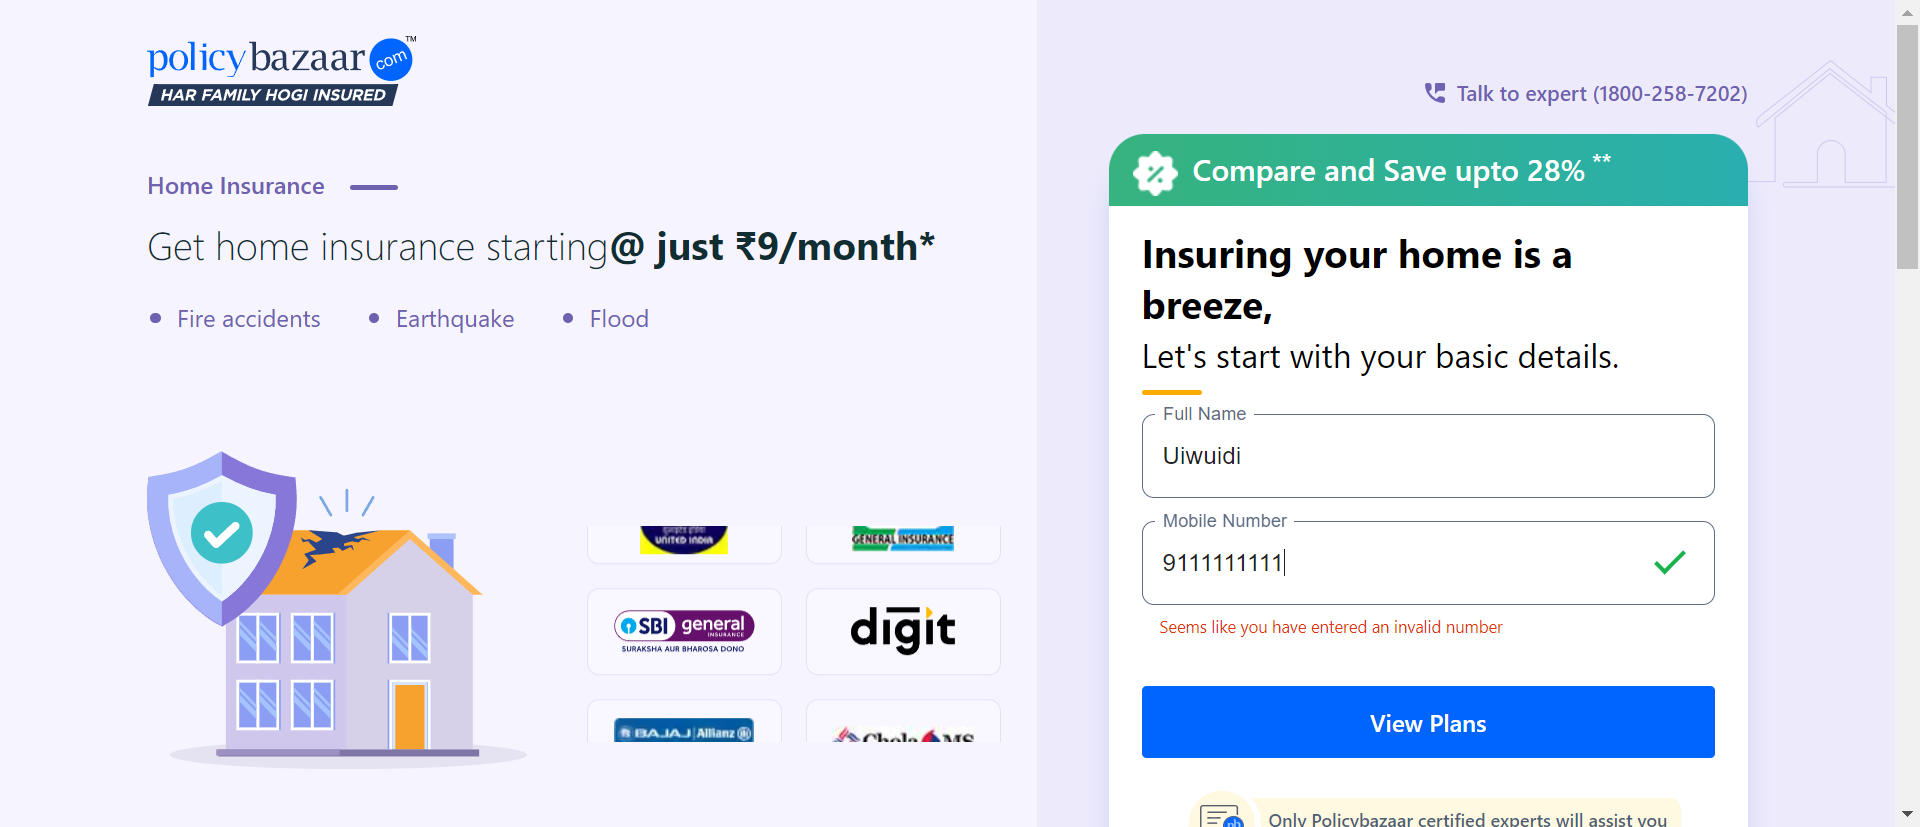 policybazaar com TM
HAR FAMILY HOGI INSURED
Talk to expert (1800-258-7202)
Home Insurance
Get home insurance starting@ just ₹9/month*
Fire accidents
Earthquake
Flood
UNITED INDIA
GENERAL INSURANCE
SBI general
INSURANCE
SURAKSHA AUR BHAROSA DONO
digit
BAJAJ | Allianz
Chola MS
Compare and Save upto 28% **
Insuring your home is a
breeze,
Let's start with your basic details.
Full Name
Uiwuidi
Mobile Number
9111111111
Seems like you have entered an invalid number
View Plans
pb
Only Policybazaar certified experts will assist you